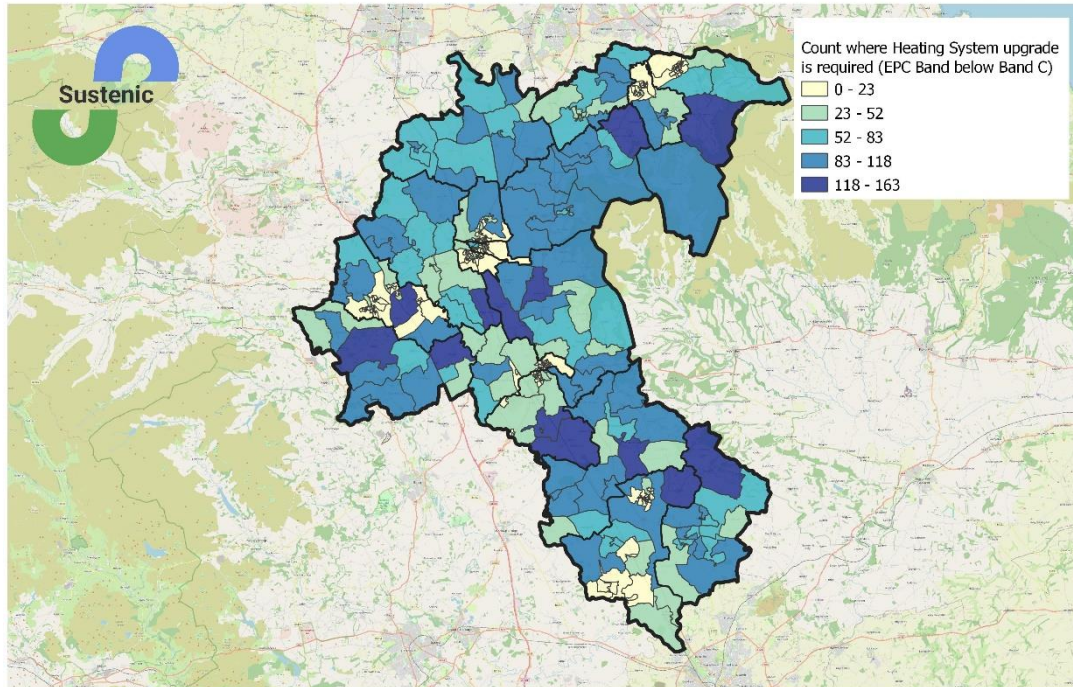 Sustenic
Count where Heating System upgrade
is required (EPC Band below Band C)
0 - 23
23 - 52
52 - 83
83 - 118
118 - 163